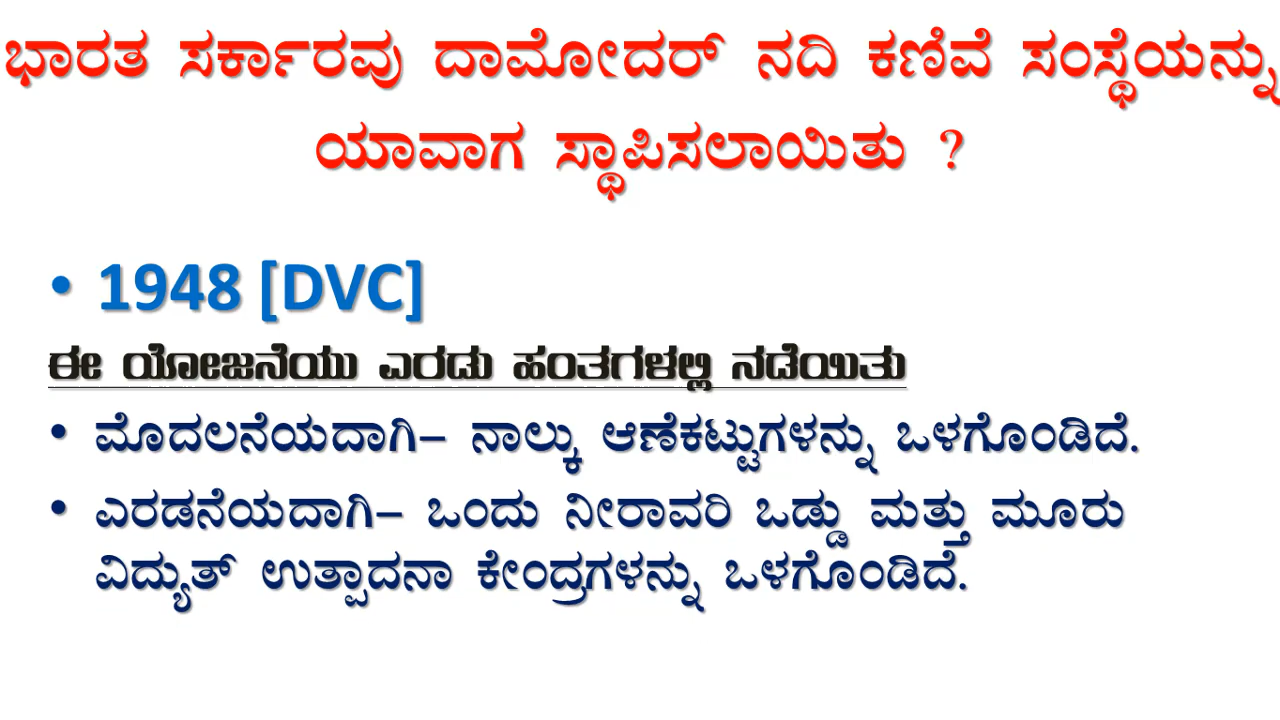 ಭಾರತ ಸರ್ಕಾರವು ದಾಮೋದರ್ ನದಿ ಕಣಿವೆ ಸಂಸ್ಥೆಯನ್ನು
ಯಾವಾಗ ಸ್ಥಾಪಿಸಲಾಯಿತು ?
• 1948 [DVC]
ಈ ಯೋಜನೆಯು ಎರಡು ಹಂತಗಳಲ್ಲಿ ನಡೆಯಿತು
• ಮೊದಲನೆಯದಾಗಿ– ನಾಲ್ಕು ಆಣೆಕಟ್ಟುಗಳನ್ನು ಒಳಗೊಂಡಿದೆ.
• ಎರಡನೆಯದಾಗಿ– ಒಂದು ನೀರಾವರಿ ಒಡ್ಡು ಮತ್ತು ಮೂರು
ವಿದ್ಯುತ್ ಉತ್ಪಾದನಾ ಕೇಂದ್ರಗಳನ್ನು ಒಳಗೊಂಡಿದೆ.